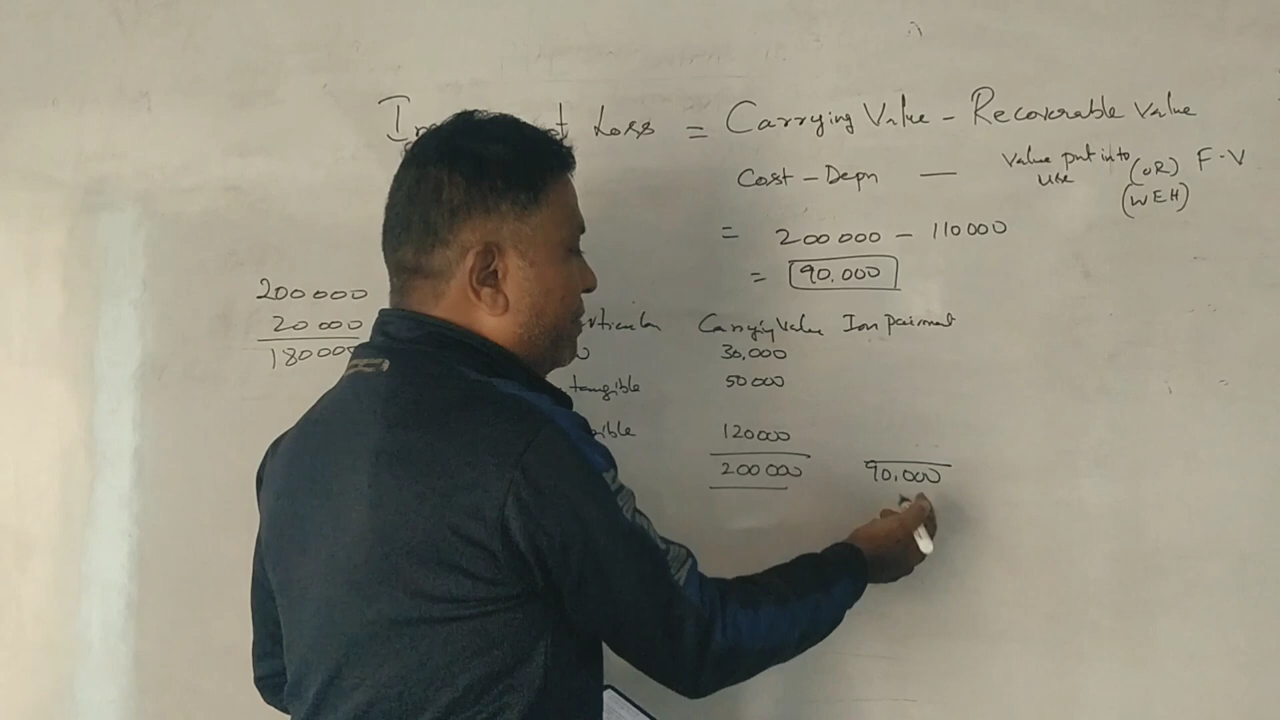 Loss = Carrying Value - Recoverable Value
Cost - Depn — Value put into use (OR) F.V
(WEH)
= 200000 - 110000
= 90,000
200000
20000
180000
Carrying Value Impairment
30,000
tangible 50000
120000
200000 90,000